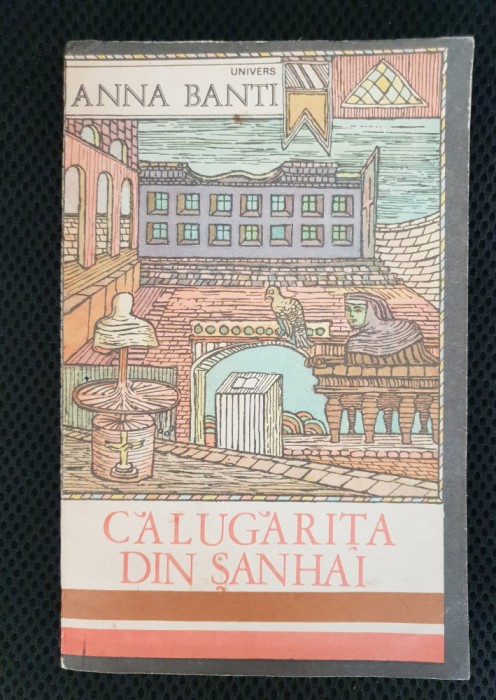 UNIVERS
ANNA BANTI
CĂLUGĂRIȚA
DIN ȘANHAI